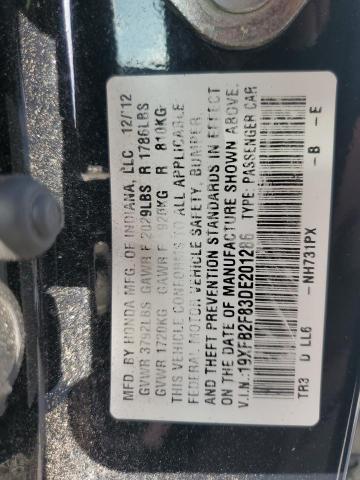 MFD. BY HONDA MFG. OF INDIANA, LLC 12/12
GVWR 3792LBS GAWR F 2029LBS R 1786LBS
GVWR 1720KG GAWR F 920KG R 810KG
THIS VEHICLE CONFORMS TO ALL APPLICABLE
FEDERAL MOTOR VEHICLE SAFETY, BUMPER,
AND THEFT PREVENTION STANDARDS IN EFFECT
ON THE DATE OF MANUFACTURE SHOWN ABOVE.
V.I.N.:19XFB2F83DE201286 TYPE: PASSENGER CAR
NH731PX -B -E
TR3 D LL6